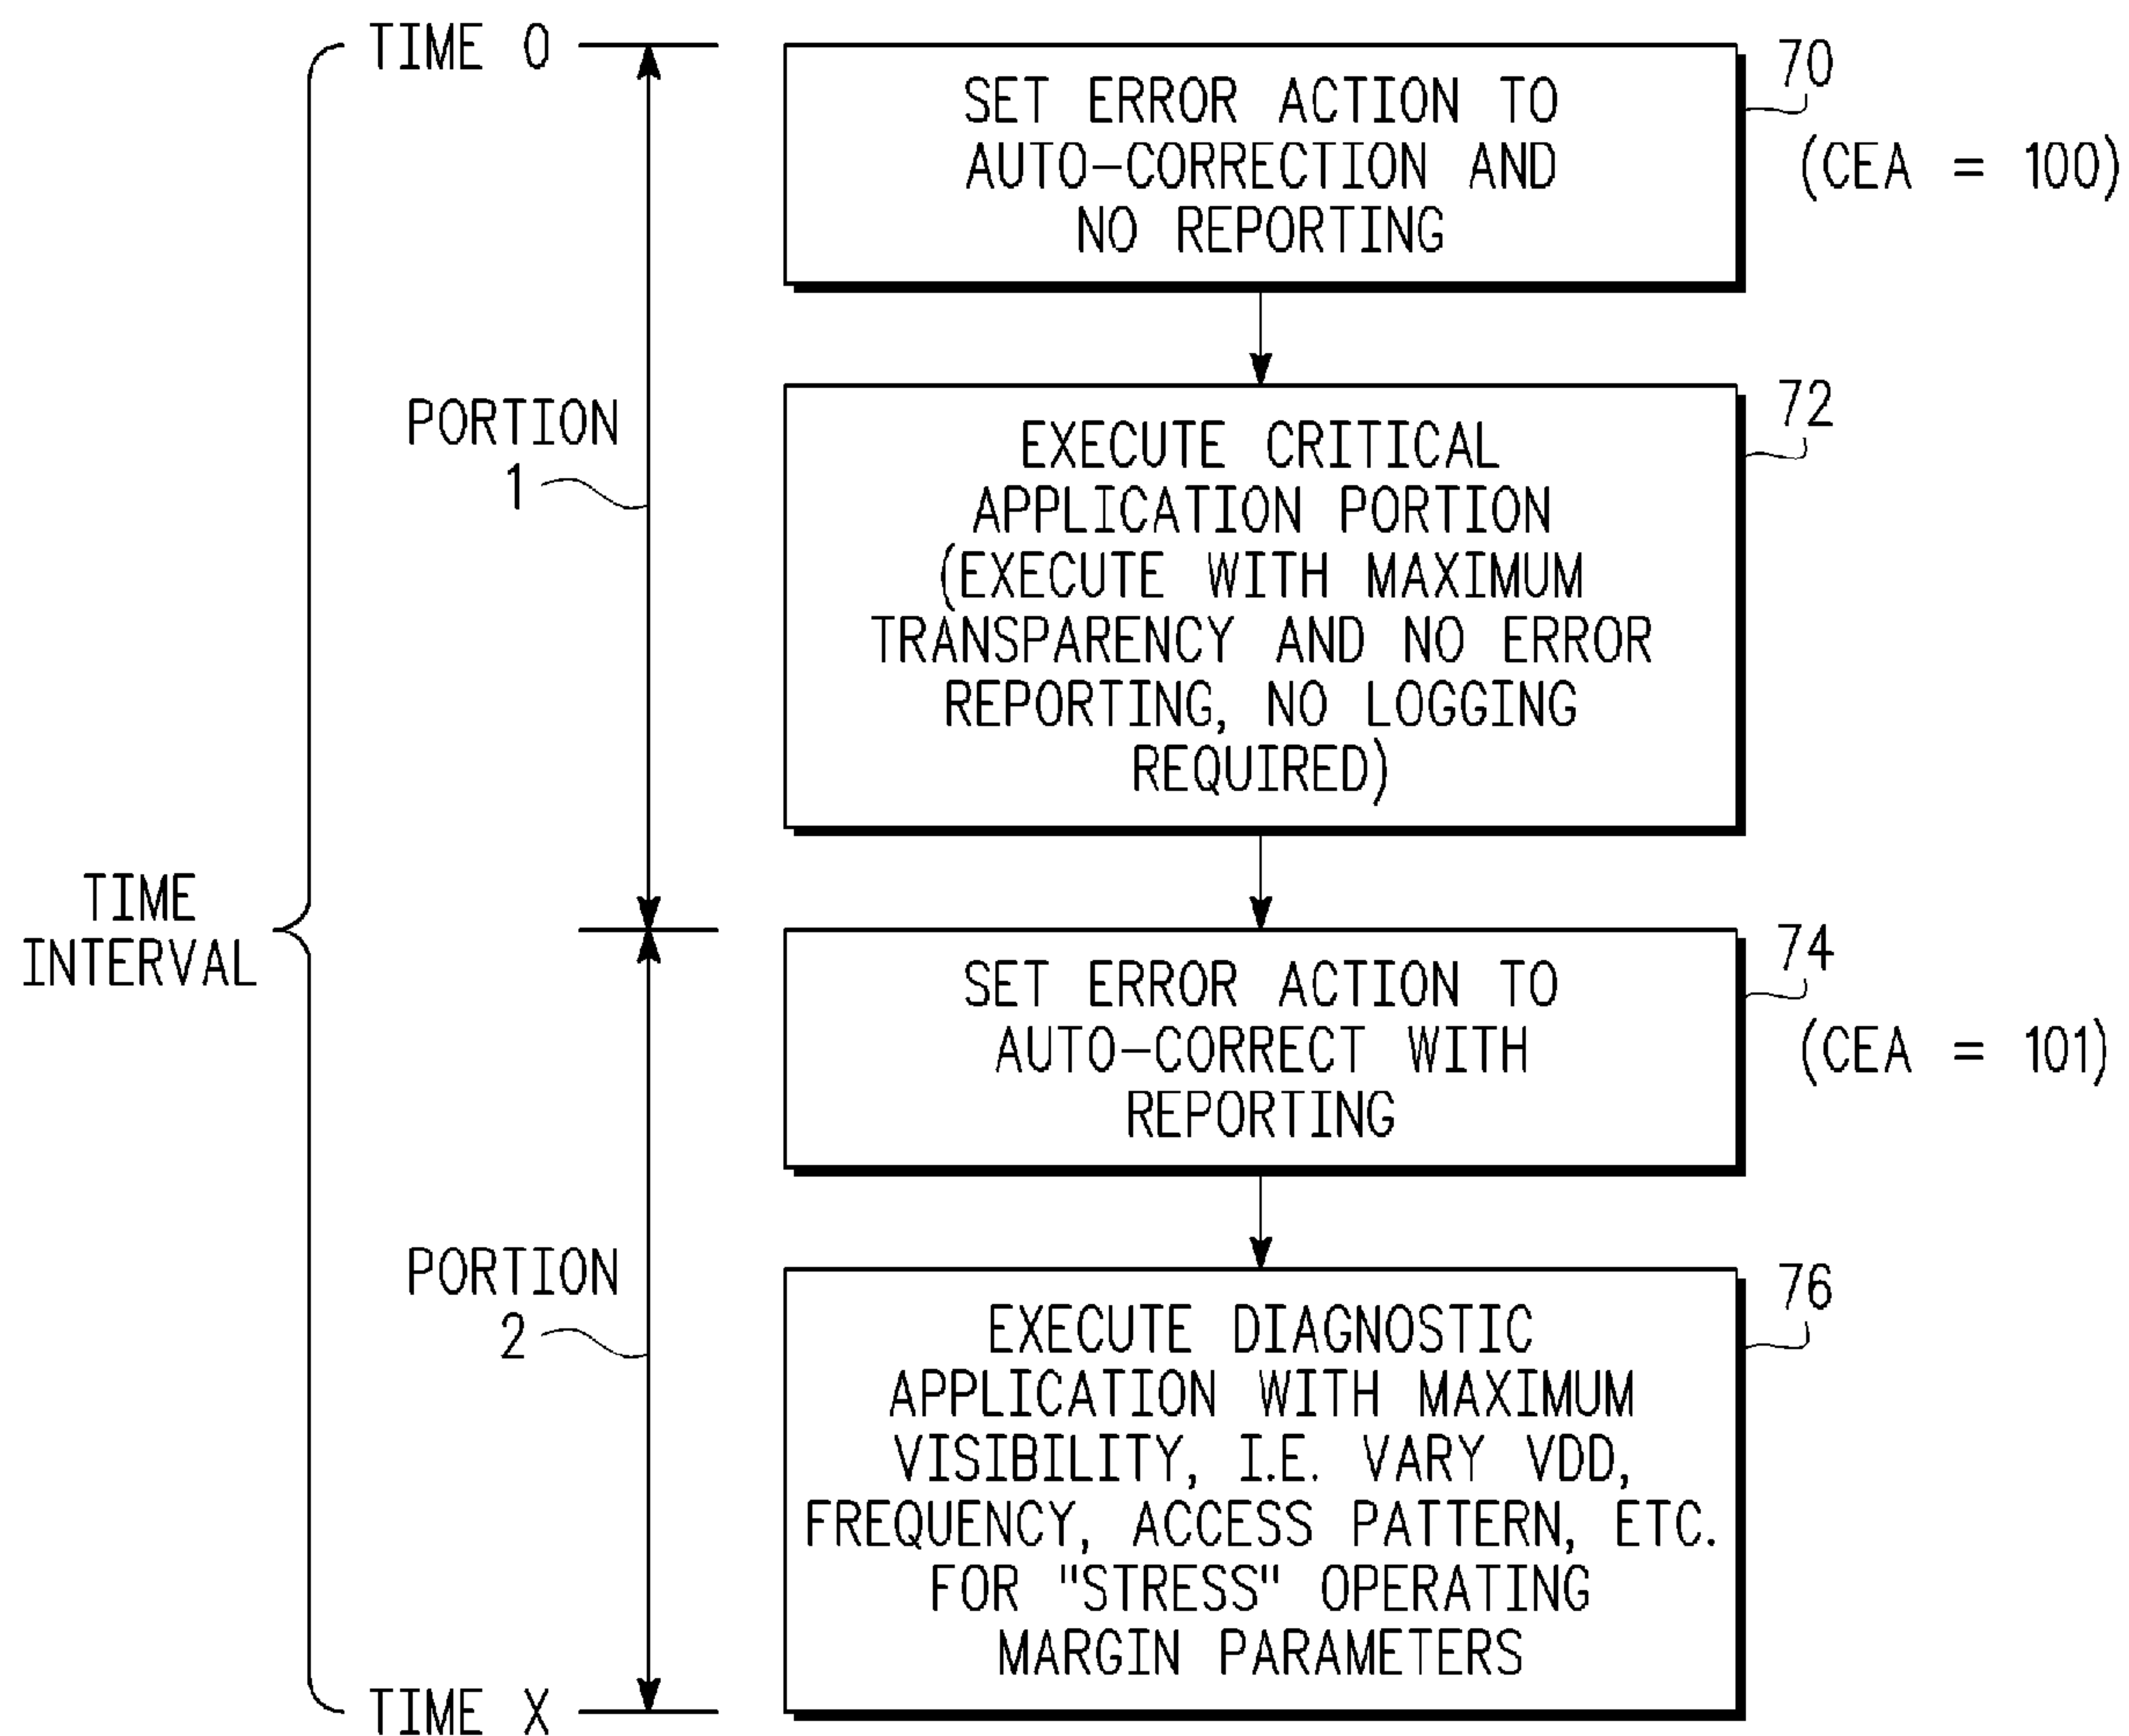 TIME 0
70
SET ERROR ACTION TO
AUTO-CORRECTION AND
NO REPORTING
(CEA = 100)
PORTION
1
72
EXECUTE CRITICAL
APPLICATION PORTION
(EXECUTE WITH MAXIMUM
TRANSPARENCY AND NO ERROR
REPORTING, NO LOGGING
REQUIRED)
TIME
INTERVAL
74
SET ERROR ACTION TO
AUTO-CORRECT WITH
REPORTING
(CEA = 101)
PORTION
2
76
EXECUTE DIAGNOSTIC
APPLICATION WITH MAXIMUM
VISIBILITY, I.E. VARY VDD,
FREQUENCY, ACCESS PATTERN, ETC.
FOR "STRESS" OPERATING
MARGIN PARAMETERS
TIME X